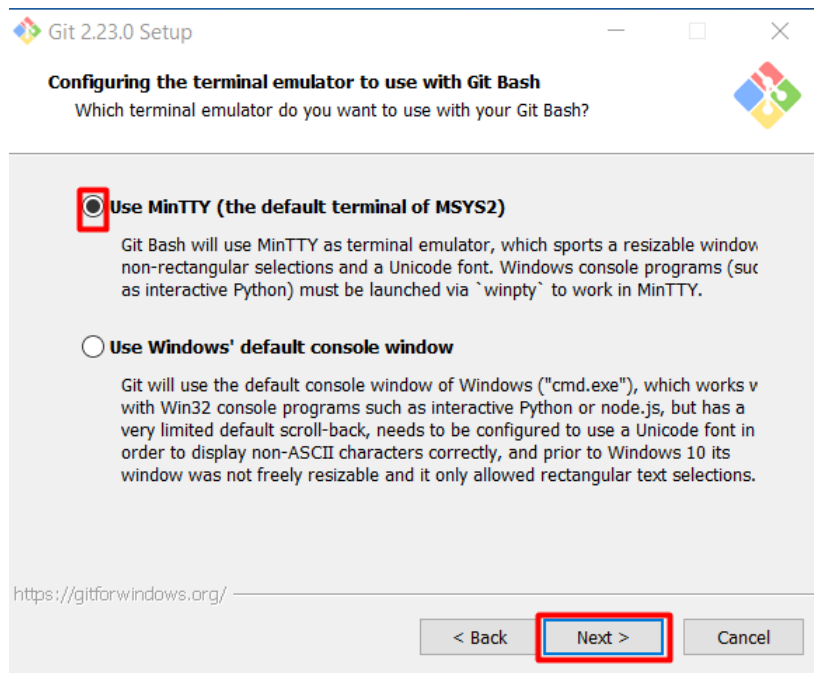 Git 2.23.0 Setup
Configuring the terminal emulator to use with Git Bash
Which terminal emulator do you want to use with your Git Bash?
Use MinTTY (the default terminal of MSYS2)
Git Bash will use MinTTY as terminal emulator, which sports a resizable window
non-rectangular selections and a Unicode font. Windows console programs (suc
as interactive Python) must be launched via `winpty` to work in MinTTY.
Use Windows' default console window
Git will use the default console window of Windows ("cmd.exe"), which works
with Win32 console programs such as interactive Python or node.js, but has a
very limited default scroll-back, needs to be configured to use a Unicode font in
order to display non-ASCII characters correctly, and prior to Windows 10 its
window was not freely resizable and it only allowed rectangular text selections.
https://gitforwindows.org/
< Back Next > Cancel